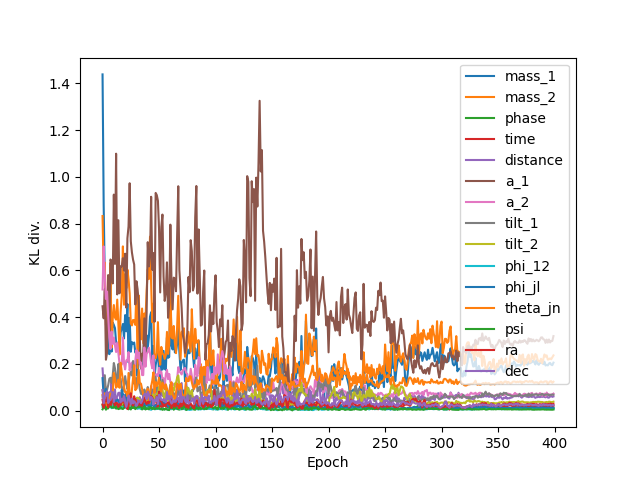 1.4
1.2
1.0
0.8
0.6
0.4
0.2
0.0
KL div.
0
50
100
150
200
250
300
350
400
Epoch
mass_1
mass_2
phase
time
distance
a_1
a_2
tilt_1
tilt_2
phi_12
phi_jl
theta_jn
psi
ra
dec